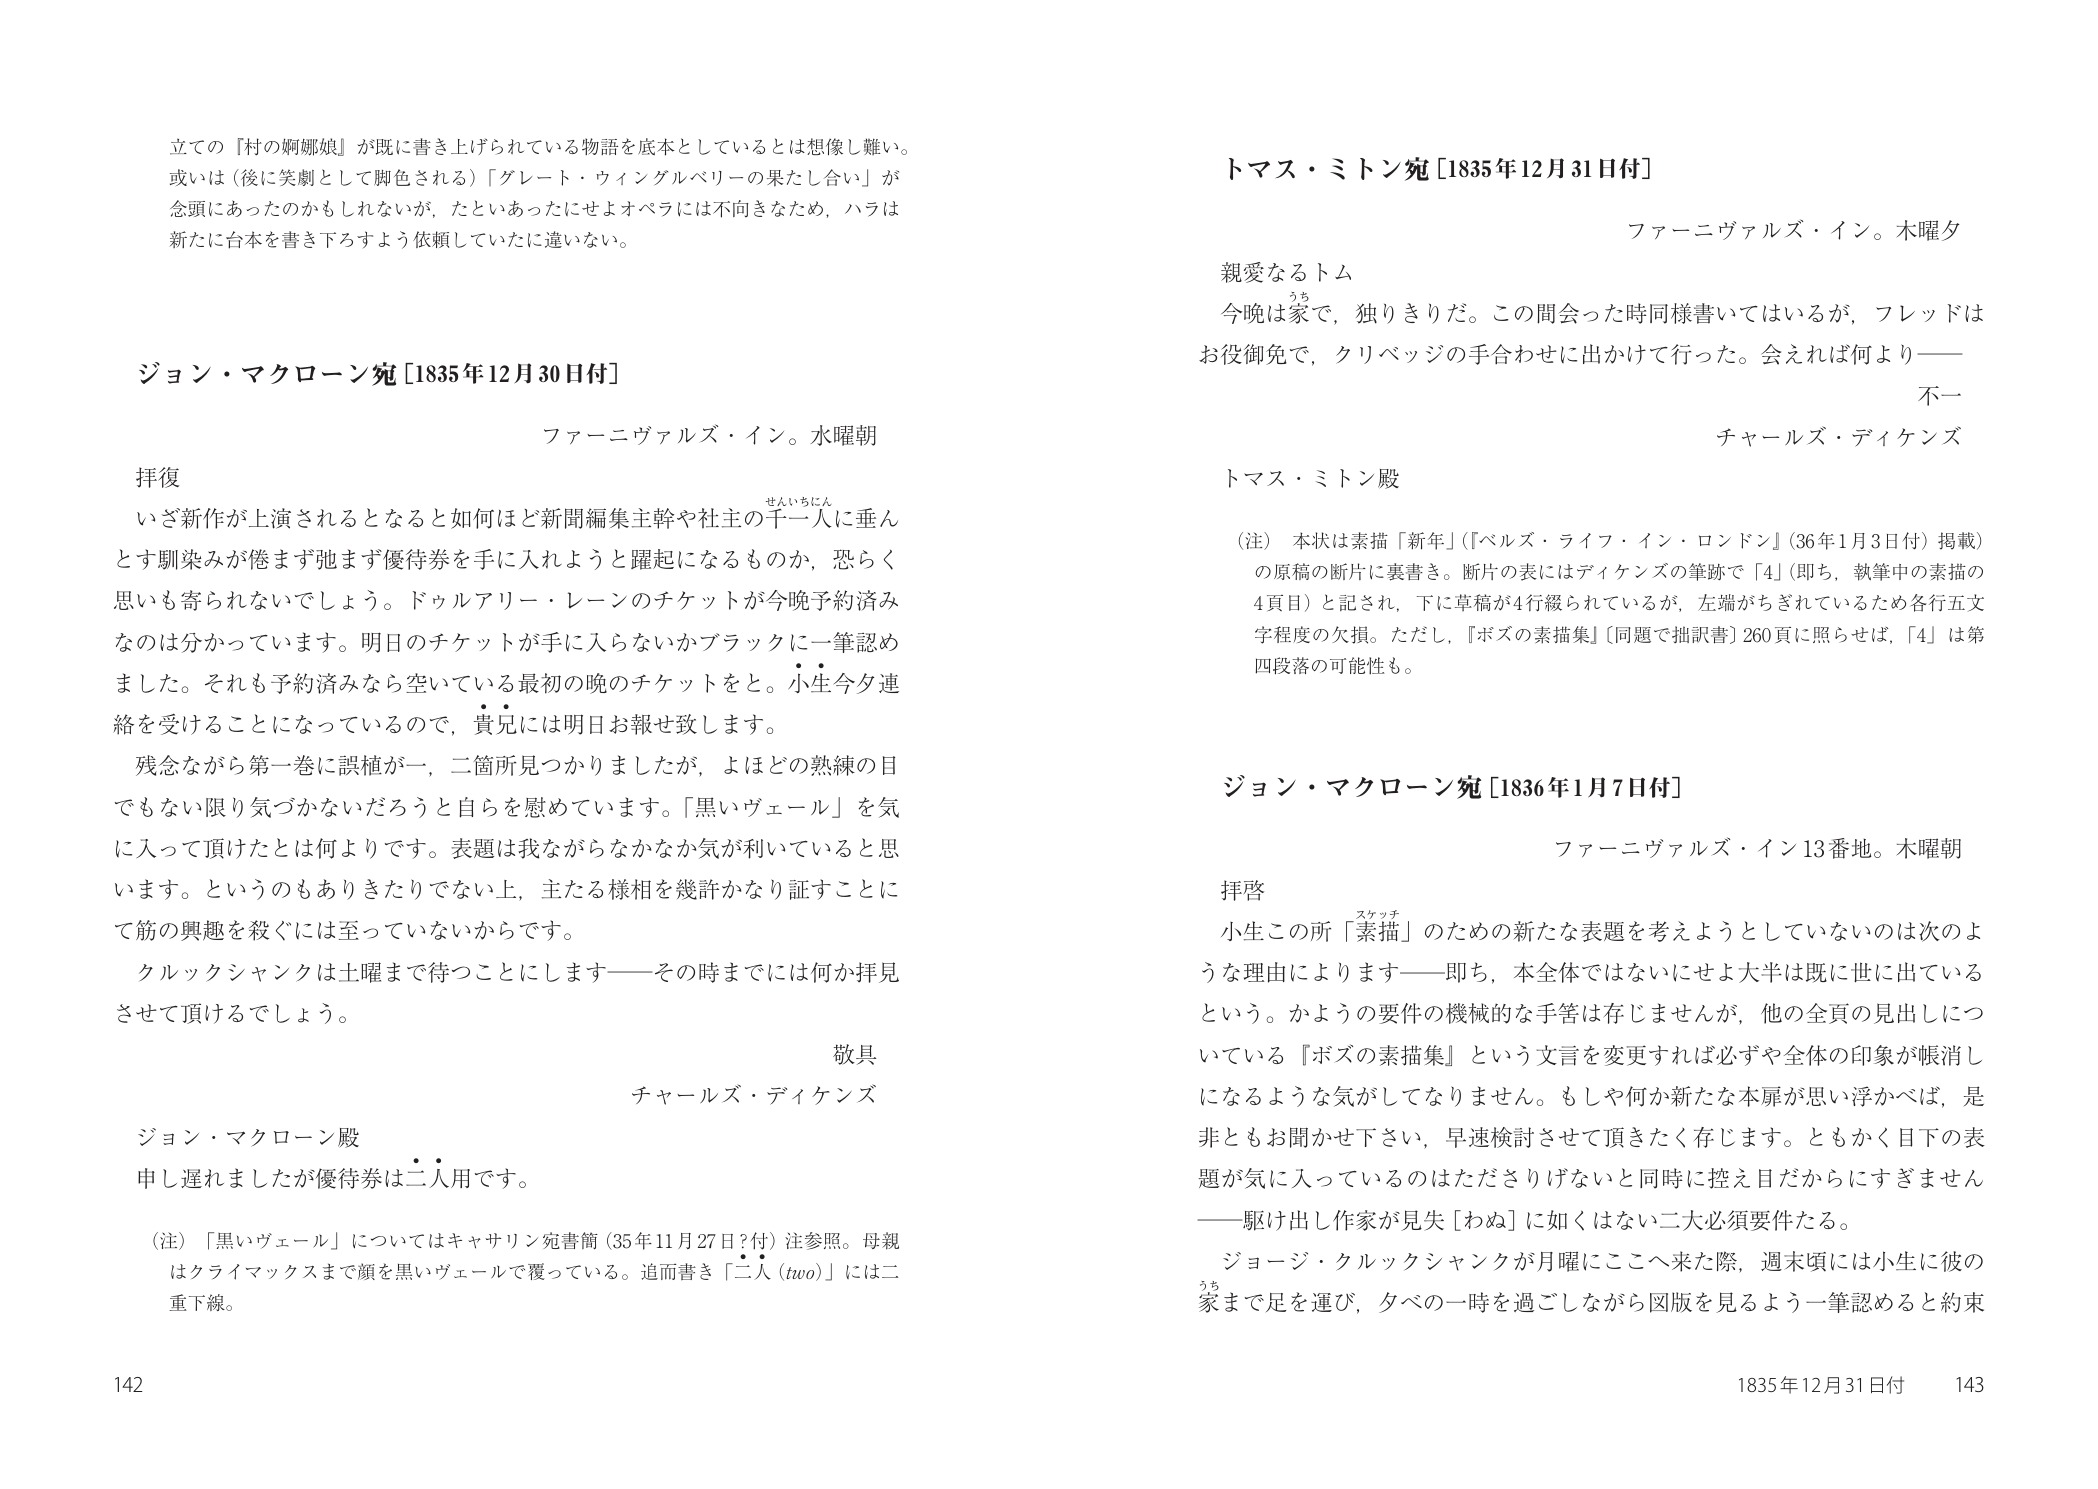 立ての『村の婀娜娘』が既に書き上げられている物語を底本としているとは想像し難い。
或いは（後に笑劇として脚色される）「グレート・ウィングルベリーの果たし合い」が
念頭にあったのかもしれないが，たといあったにせよオペラには不向きなため，ハラは
新たに台本を書き下ろすよう依頼していたに違いない。
ジョン・マクローン宛［1835年12月30日付］
ファーニヴァルズ・イン。水曜朝
拝復
いざ新作が上演されるとなると如何ほど新聞編集主幹や社主の千一人に垂ん
とす馴染みが倦まず弛まず優待券を手に入れようと躍起になるものか，恐らく
思いも寄られないでしょう。ドゥルアリー・レーンのチケットが今晩予約済み
なのは分かっています。明日のチケットが手に入らないかブラックに一筆認め
ました。それも予約済みなら空いている最初の晩のチケットをと。小生今夕連
絡を受けることになっているので，貴兄には明日お報せ致します。
残念ながら第一巻に誤植が一，二箇所見つかりましたが，よほどの熟練の目
でもない限り気づかないだろうと自らを慰めています。「黒いヴェール」を気
に入って頂けたとは何よりです。表題は我ながらなかなか気が利いていると思
います。というのもありきたりでない上，主たる様相を幾許かなり証すことに
て筋の興趣を殺ぐには至っていないからです。
クルックシャンクは土曜まで待つことにします――その時までには何か拝見
させて頂けるでしょう。
敬具
チャールズ・ディケンズ
ジョン・マクローン殿
申し遅れましたが優待券は二人用です。
（注）「黒いヴェール」についてはキャサリン宛書簡（35年11月27日?付）注参照。母親
はクライマックスまで顔を黒いヴェールで覆っている。追而書き「二人（two）」には二
重下線。
142
トマス・ミトン宛［1835年12月31日付］
ファーニヴァルズ・イン。木曜夕
親愛なるトム
今晩は家で，独りきりだ。この間会った時同様書いてはいるが，フレッドは
お役御免で，クリベッジの手合わせに出かけて行った。会えれば何より――
不一
チャールズ・ディケンズ
トマス・ミトン殿
（注）　本状は素描「新年」（『ベルズ・ライフ・イン・ロンドン』（36年1月3日付）掲載）
の原稿の断片に裏書き。断片の表にはディケンズの筆跡で「4」（即ち，執筆中の素描の
4頁目）と記され，下に草稿が4行綴られているが，左端がちぎれているため各行五文
字程度の欠損。ただし，『ボズの素描集』〔同題で拙訳書〕260頁に照らせば，「4」は第
四段落の可能性も。
ジョン・マクローン宛［1836年1月7日付］
ファーニヴァルズ・イン13番地。木曜朝
拝啓
小生この所「素描」のための新たな表題を考えようとしていないのは次のよ
うな理由によります――即ち，本全体ではないにせよ大半は既に世に出ている
という。かようの要件の機械的な手筈は存じませんが，他の全頁の見出しにつ
いている『ボズの素描集』という文言を変更すれば必ずや全体の印象が帳消し
になるような気がしてなりません。もしや何か新たな本扉が思い浮かべば，是
非ともお聞かせ下さい，早速検討させて頂きたく存じます。ともかく目下の表
題が気に入っているのはただささりげないと同時に控え目だからにすぎません
――駆け出し作家が見失［わぬ］に如くはない二大必須要件たる。
ジョージ・クルックシャンクが月曜にここへ来た際，週末頃には小生に彼の
家まで足を運び，夕べの一時を過ごしながら図版を見るよう一筆認めると約束
1835年12月31日付　143